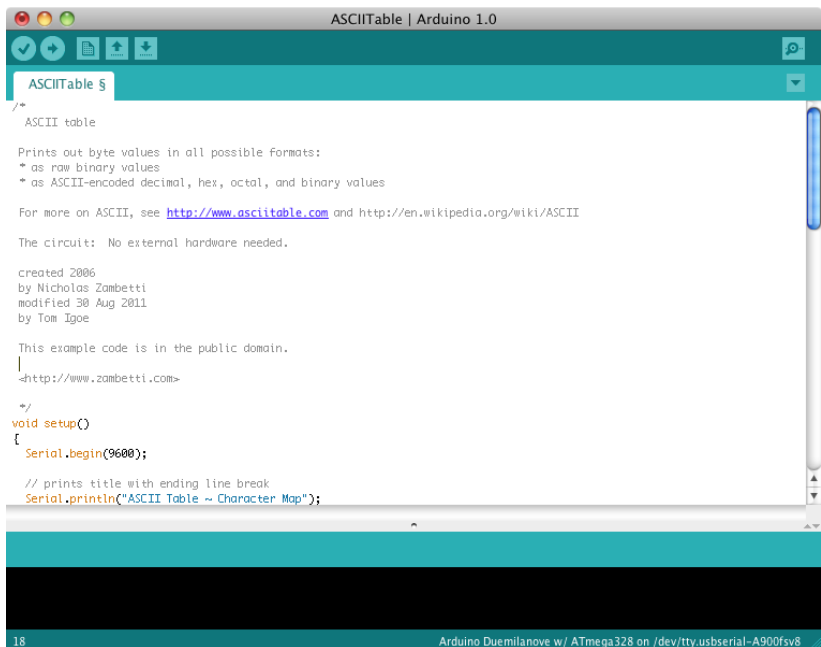 ASCIITable | Arduino 1.0
ASCIITable §
/*
ASCII table
Prints out byte values in all possible formats:
* as raw binary values
* as ASCII-encoded decimal, hex, octal, and binary values
For more on ASCII, see http://www.asciitable.com and http://en.wikipedia.org/wiki/ASCII
The circuit: No external hardware needed.
created 2006
by Nicholas Zambetti
modified 30 Aug 2011
by Tom Igoe
This example code is in the public domain.
<http://www.zambetti.com>
*/
void setup()
{
Serial.begin(9600);
// prints title with ending line break
Serial.println("ASCII Table ~ Character Map");
18 Arduino Duemilanove w/ ATmega328 on /dev/tty.usbserial-A900fsv8